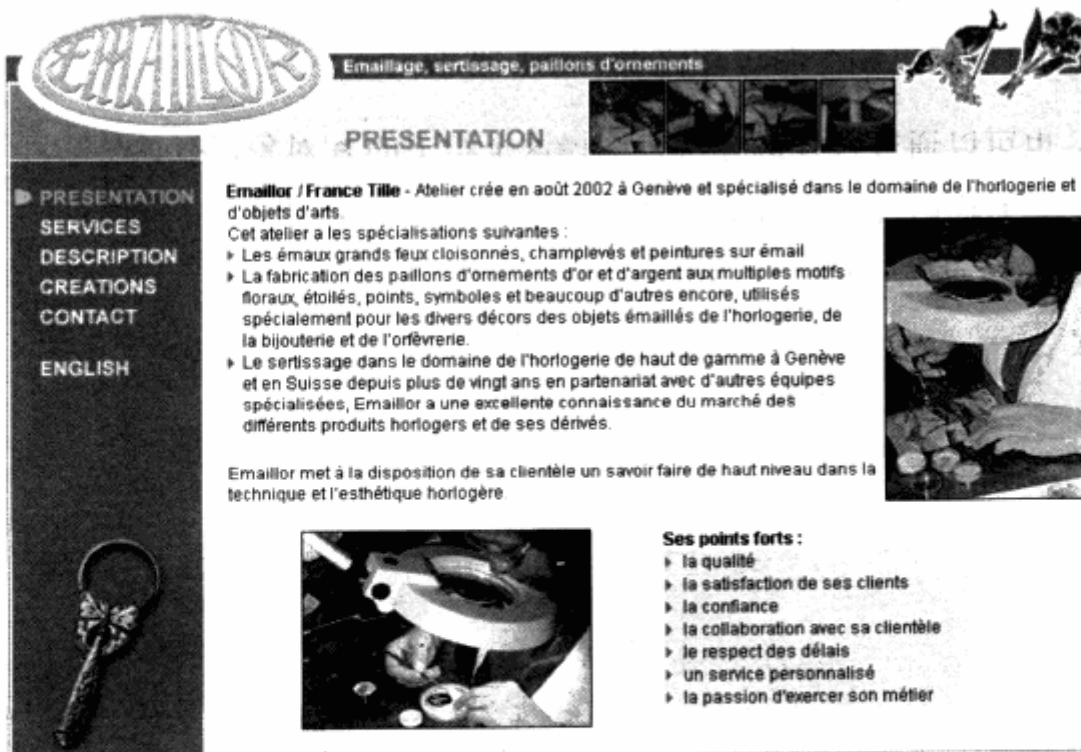 EMAILLOR
Emaillage, sertissage, paillons d'ornements
PRESENTATION
PRESENTATION
SERVICES
DESCRIPTION
CREATIONS
CONTACT
ENGLISH
Emaillor / France Tille - Atelier crée en août 2002 à Genève et spécialisé dans le domaine de l'horlogerie et
d'objets d'arts.
Cet atelier a les spécialisations suivantes :
Les émaux grands feux cloisonnés, champlevés et peintures sur émail
La fabrication des paillons d'ornements d'or et d'argent aux multiples motifs
floraux, étoilés, points, symboles et beaucoup d'autres encore, utilisés
spécialement pour les divers décors des objets émaillés de l'horlogerie, de
la bijouterie et de l'orfèvrerie.
Le sertissage dans le domaine de l'horlogerie de haut de gamme à Genève
et en Suisse depuis plus de vingt ans en partenariat avec d'autres équipes
spécialisées, Emaillor a une excellente connaissance du marché des
différents produits horlogers et de ses dérivés.
Emaillor met à la disposition de sa clientèle un savoir faire de haut niveau dans la
technique et l'esthétique horlogère.
Ses points forts :
la qualité
la satisfaction de ses clients
la confiance
la collaboration avec sa clientèle
le respect des délais
un service personnalisé
la passion d'exercer son métier